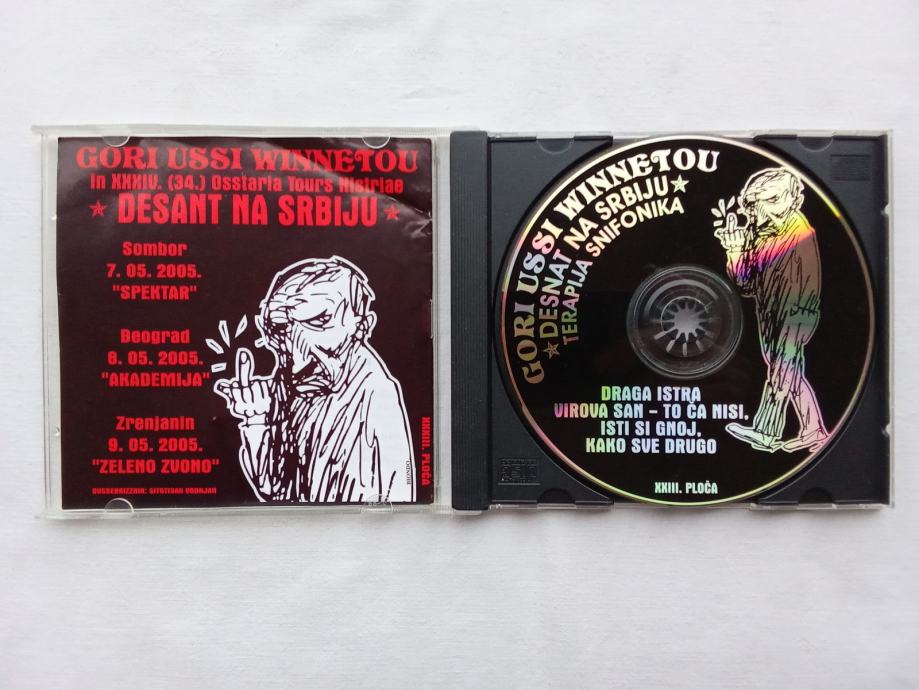 GORI USSI WINNETOU
in XXXIV. (34.) Osstaria Tours Histriae
★ DESANT NA SRBIJU ★
Sombor
7. 05. 2005.
"SPEKTAR"
Beograd
8. 05. 2005.
"AKADEMIJA"
Zrenjanin
9. 05. 2005.
"ZELENO ZVONO"
XXIII. PLOČA
GORI USSI WINNETOU
★ DESNAT NA SRBIJU ★
TERAPIJA SNIFONIKA
DRAGA ISTRA
VIROVA SAN – TO ĆA NISI,
ISTI SI GNOJ,
KAKO SVE DRUGO
XXIII. PLOČA